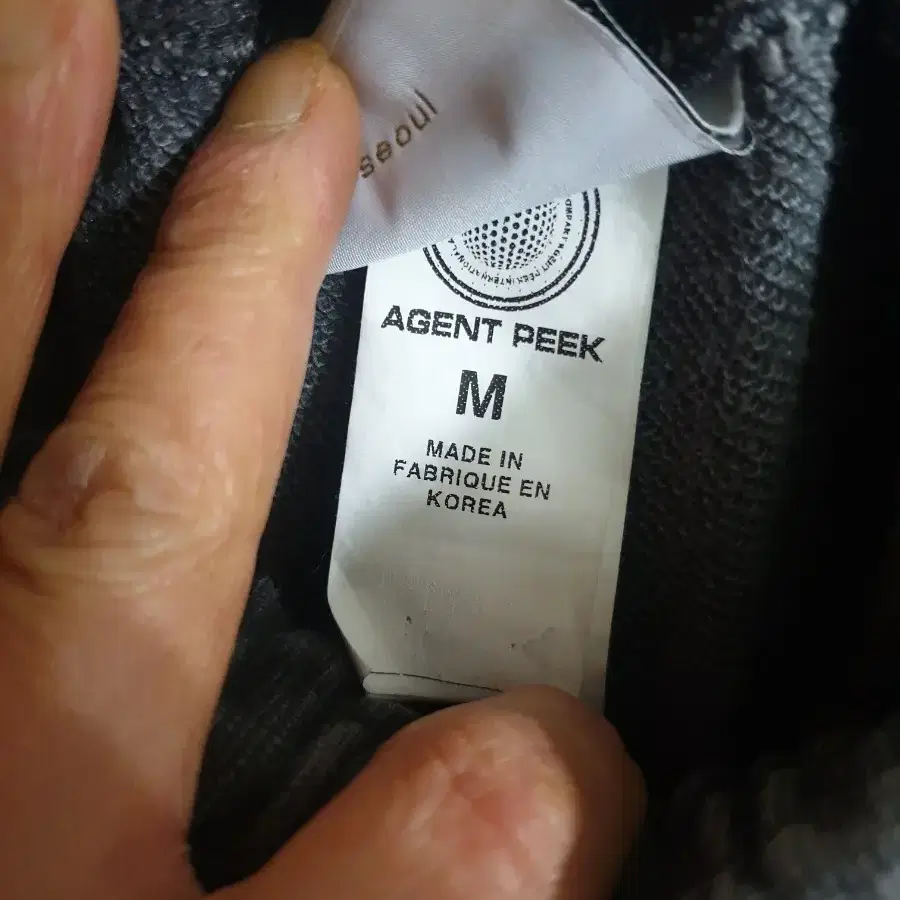 seoul
AGENT PEEK
M
MADE IN
FABRIQUE EN
KOREA